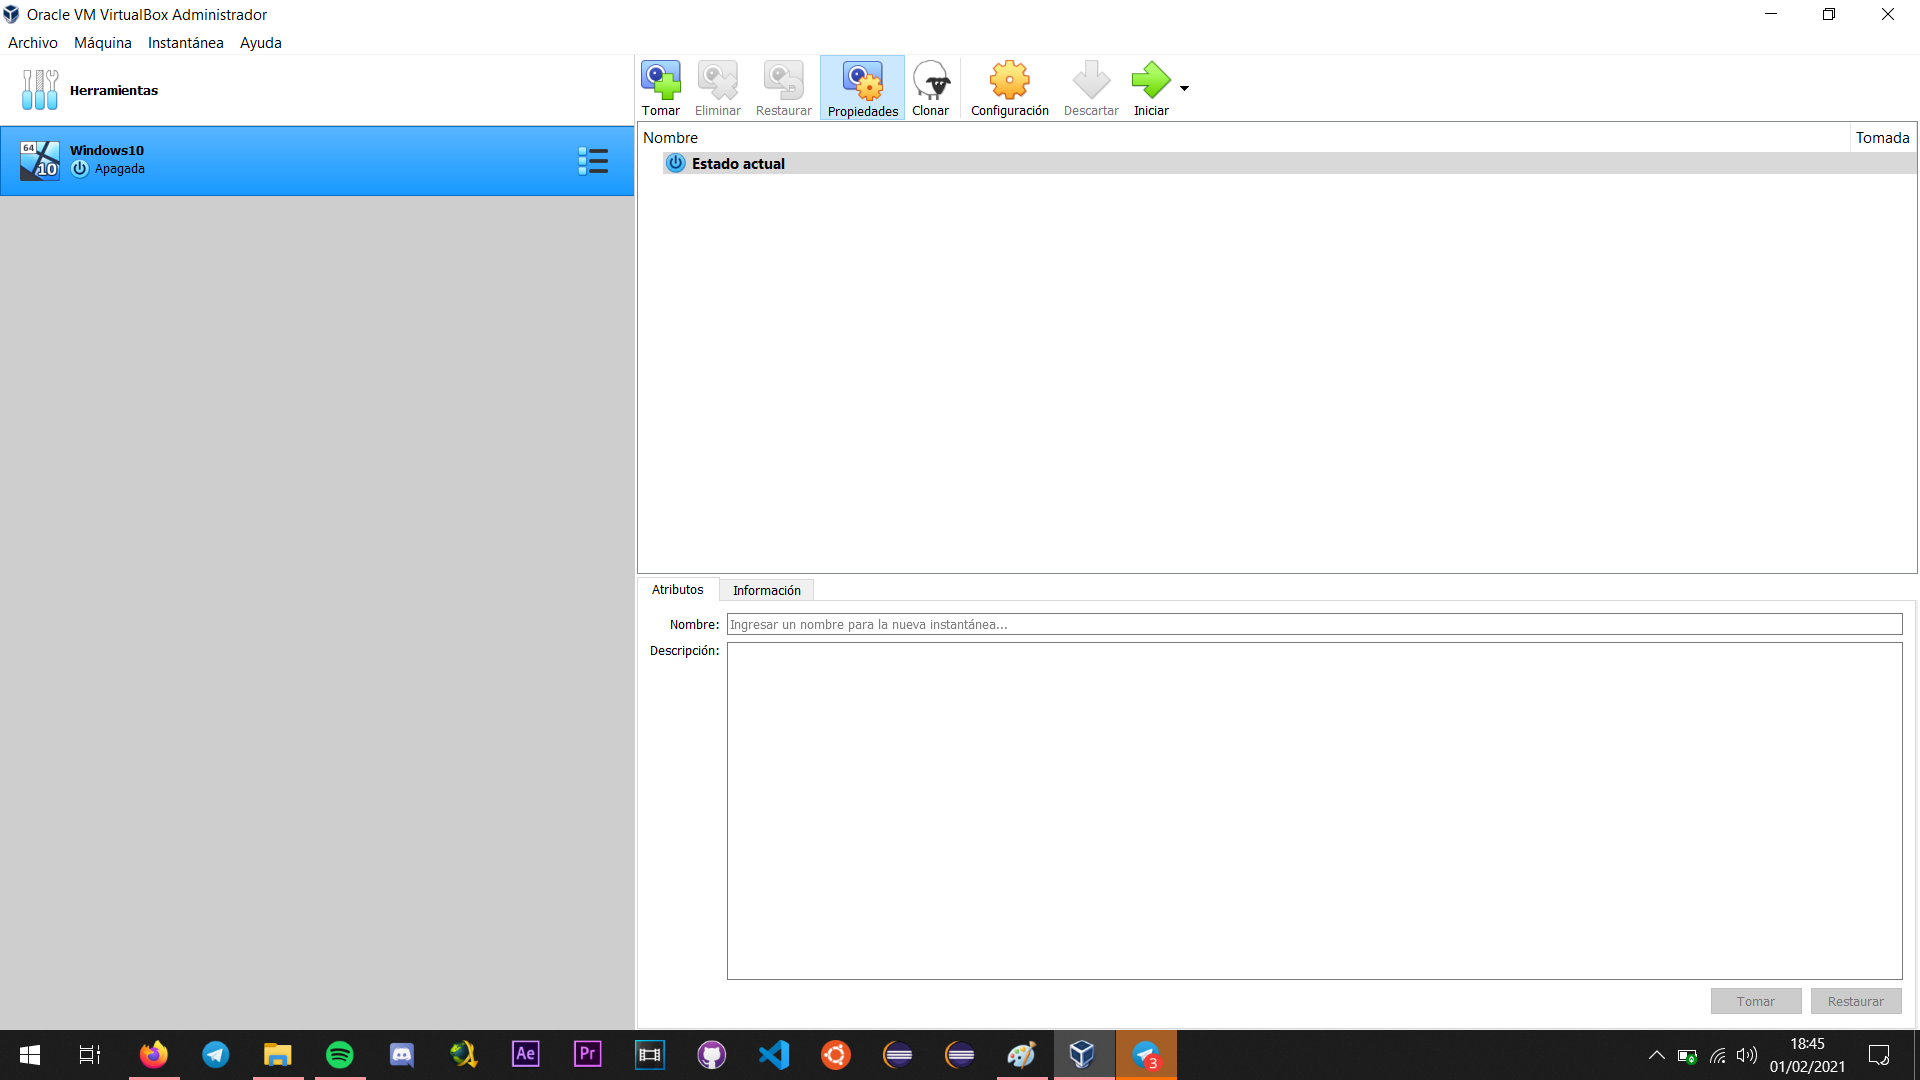 Oracle VM VirtualBox Administrador
Archivo Máquina Instantánea Ayuda
Herramientas
64
10
Windows10
Apagada
Tomar Eliminar Restaurar Propiedades Clonar Configuración Descartar Iniciar
Nombre Tomada
Estado actual
Atributos Información
Nombre: Ingresar un nombre para la nueva instantánea...
Descripción:
Tomar Restaurar
Ae Pr 3
18:45
01/02/2021